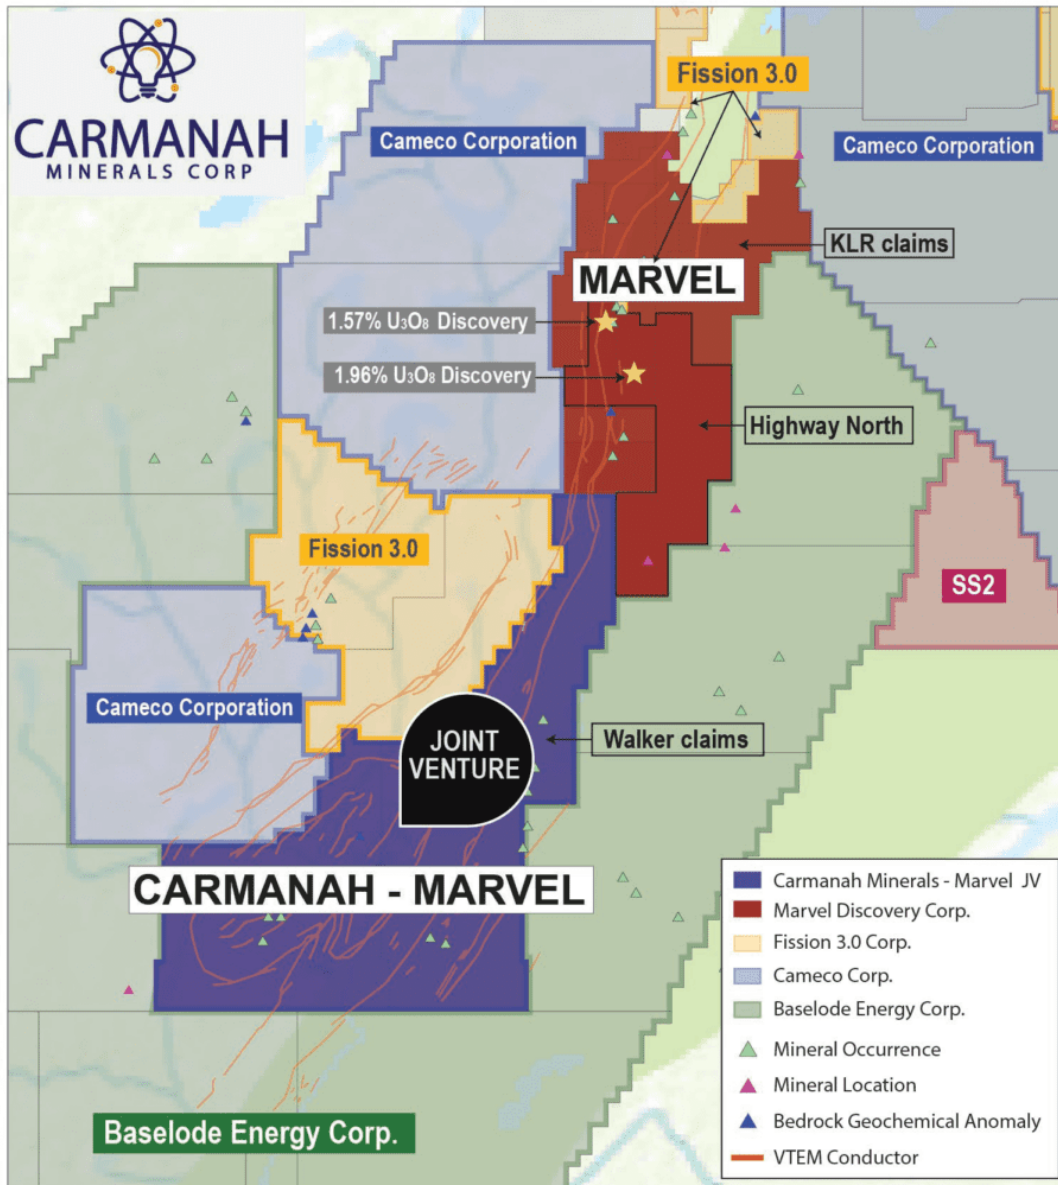 CARMANAH
MINERALS CORP
Fission 3.0
Cameco Corporation
Cameco Corporation
KLR claims
MARVEL
1.57% U₃O₈ Discovery
1.96% U₃O₈ Discovery
Highway North
Fission 3.0
SS2
Cameco Corporation
JOINT
VENTURE
Walker claims
CARMANAH - MARVEL
Baselode Energy Corp.
Carmanah Minerals - Marvel JV
Marvel Discovery Corp.
Fission 3.0 Corp.
Cameco Corp.
Baselode Energy Corp.
Mineral Occurrence
Mineral Location
Bedrock Geochemical Anomaly
VTEM Conductor